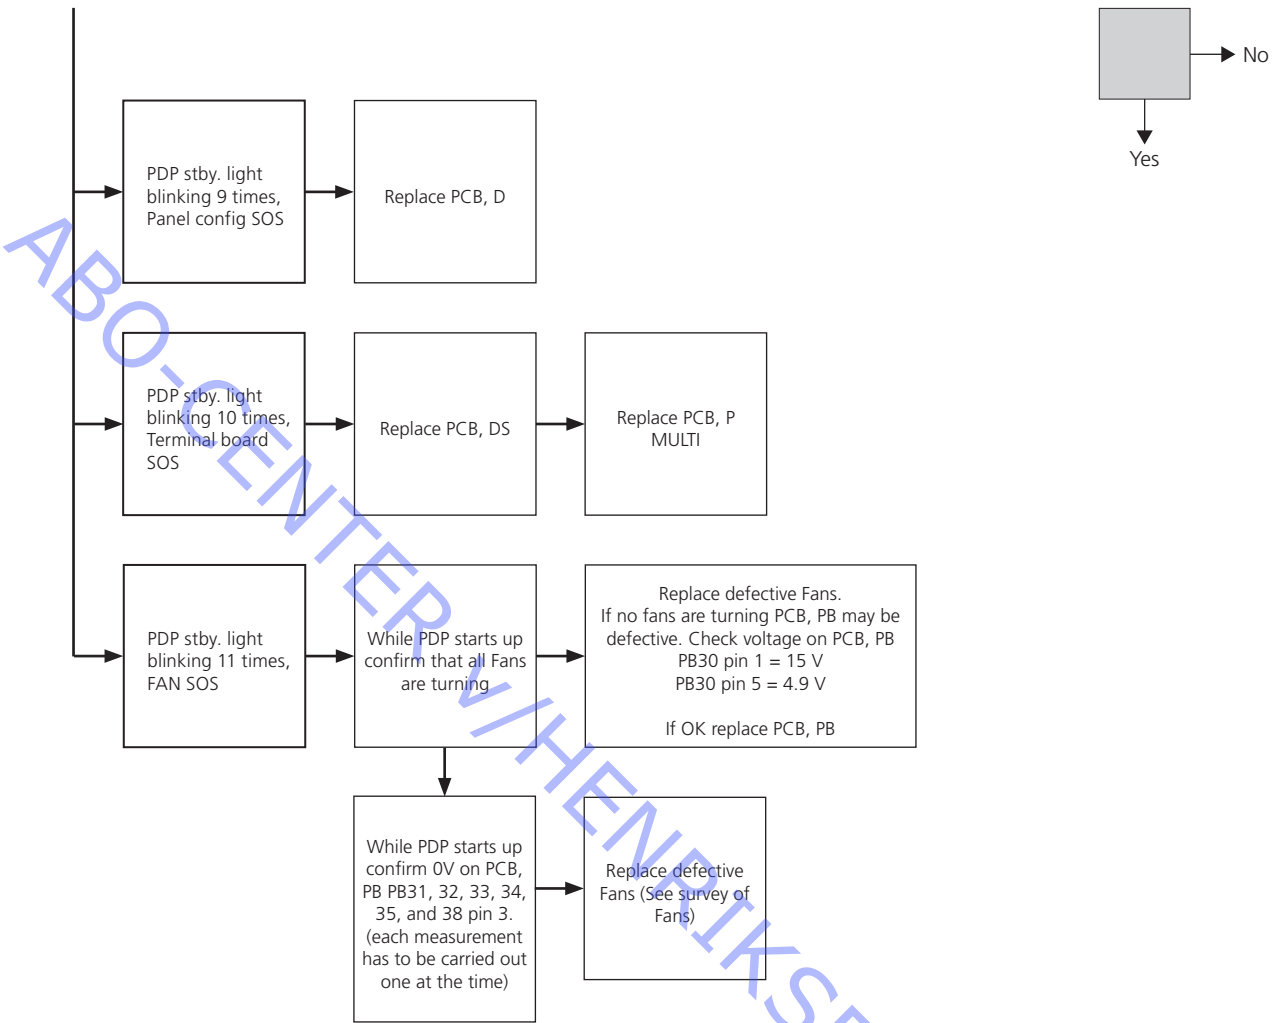 No
Yes
PDP stby. light
blinking 9 times,
Panel config SOS
Replace PCB, D
PDP stby. light
blinking 10 times,
Terminal board
SOS
Replace PCB, DS
Replace PCB, P
MULTI
PDP stby. light
blinking 11 times,
FAN SOS
While PDP starts up
confirm that all Fans
are turning
Replace defective Fans.
If no fans are turning PCB, PB may be
defective. Check voltage on PCB, PB
PB30 pin 1 = 15 V
PB30 pin 5 = 4.9 V
If OK replace PCB, PB
While PDP starts up
confirm 0V on PCB,
PB PB31, 32, 33, 34,
35, and 38 pin 3.
(each measurement
has to be carried out
one at the time)
Replace defective
Fans (See survey of
Fans)
ABO-CENTER v/HENRIKSE